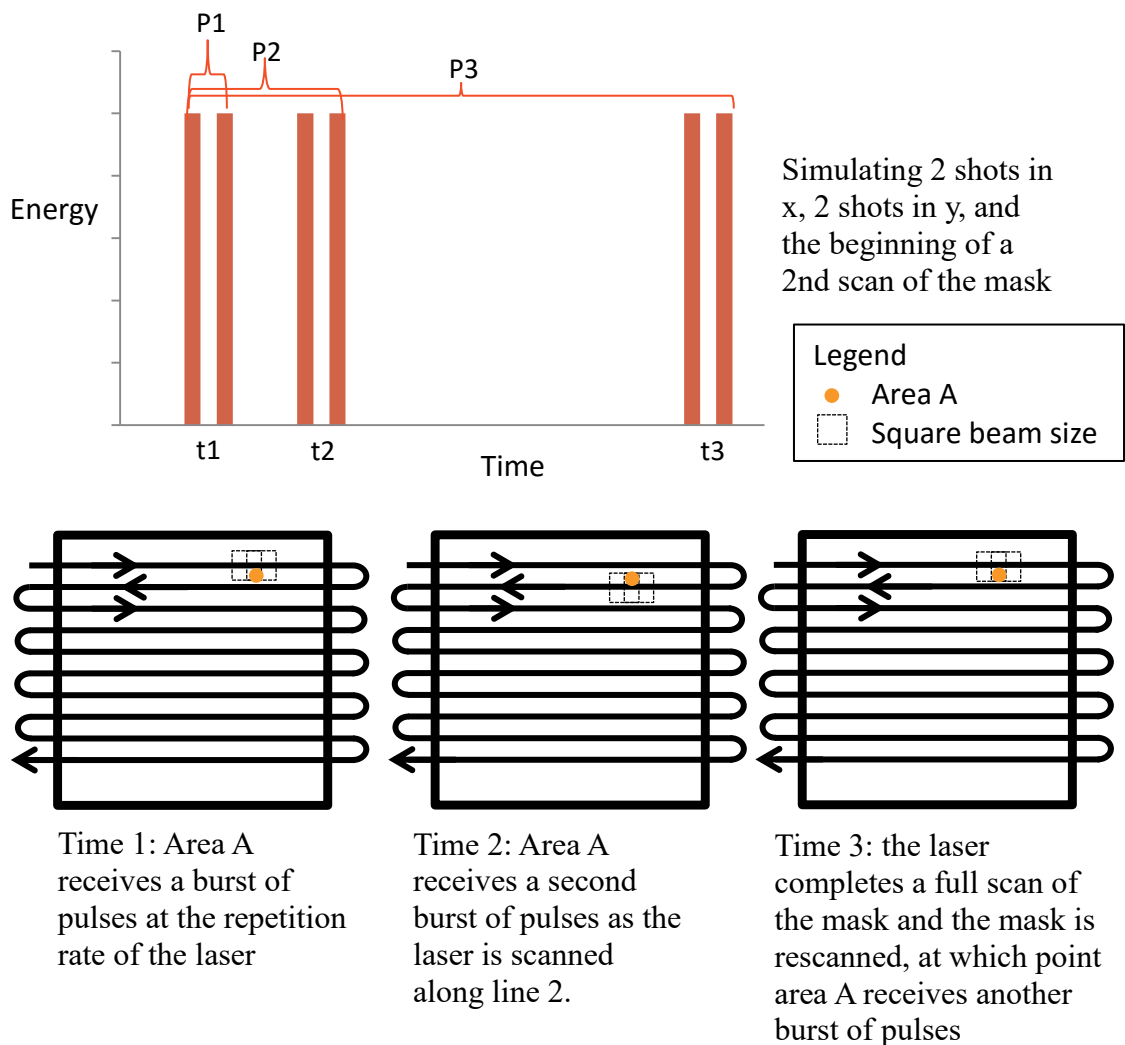 P1
P2
P3
Energy
t1
t2
Time
t3
Simulating 2 shots in
x, 2 shots in y, and
the beginning of a
2nd scan of the mask
Legend
Area A
Square beam size
Time 1: Area A
receives a burst of
pulses at the repetition
rate of the laser
Time 2: Area A
receives a second
burst of pulses as the
laser is scanned
along line 2.
Time 3: the laser
completes a full scan of
the mask and the mask is
rescanned, at which point
area A receives another
burst of pulses